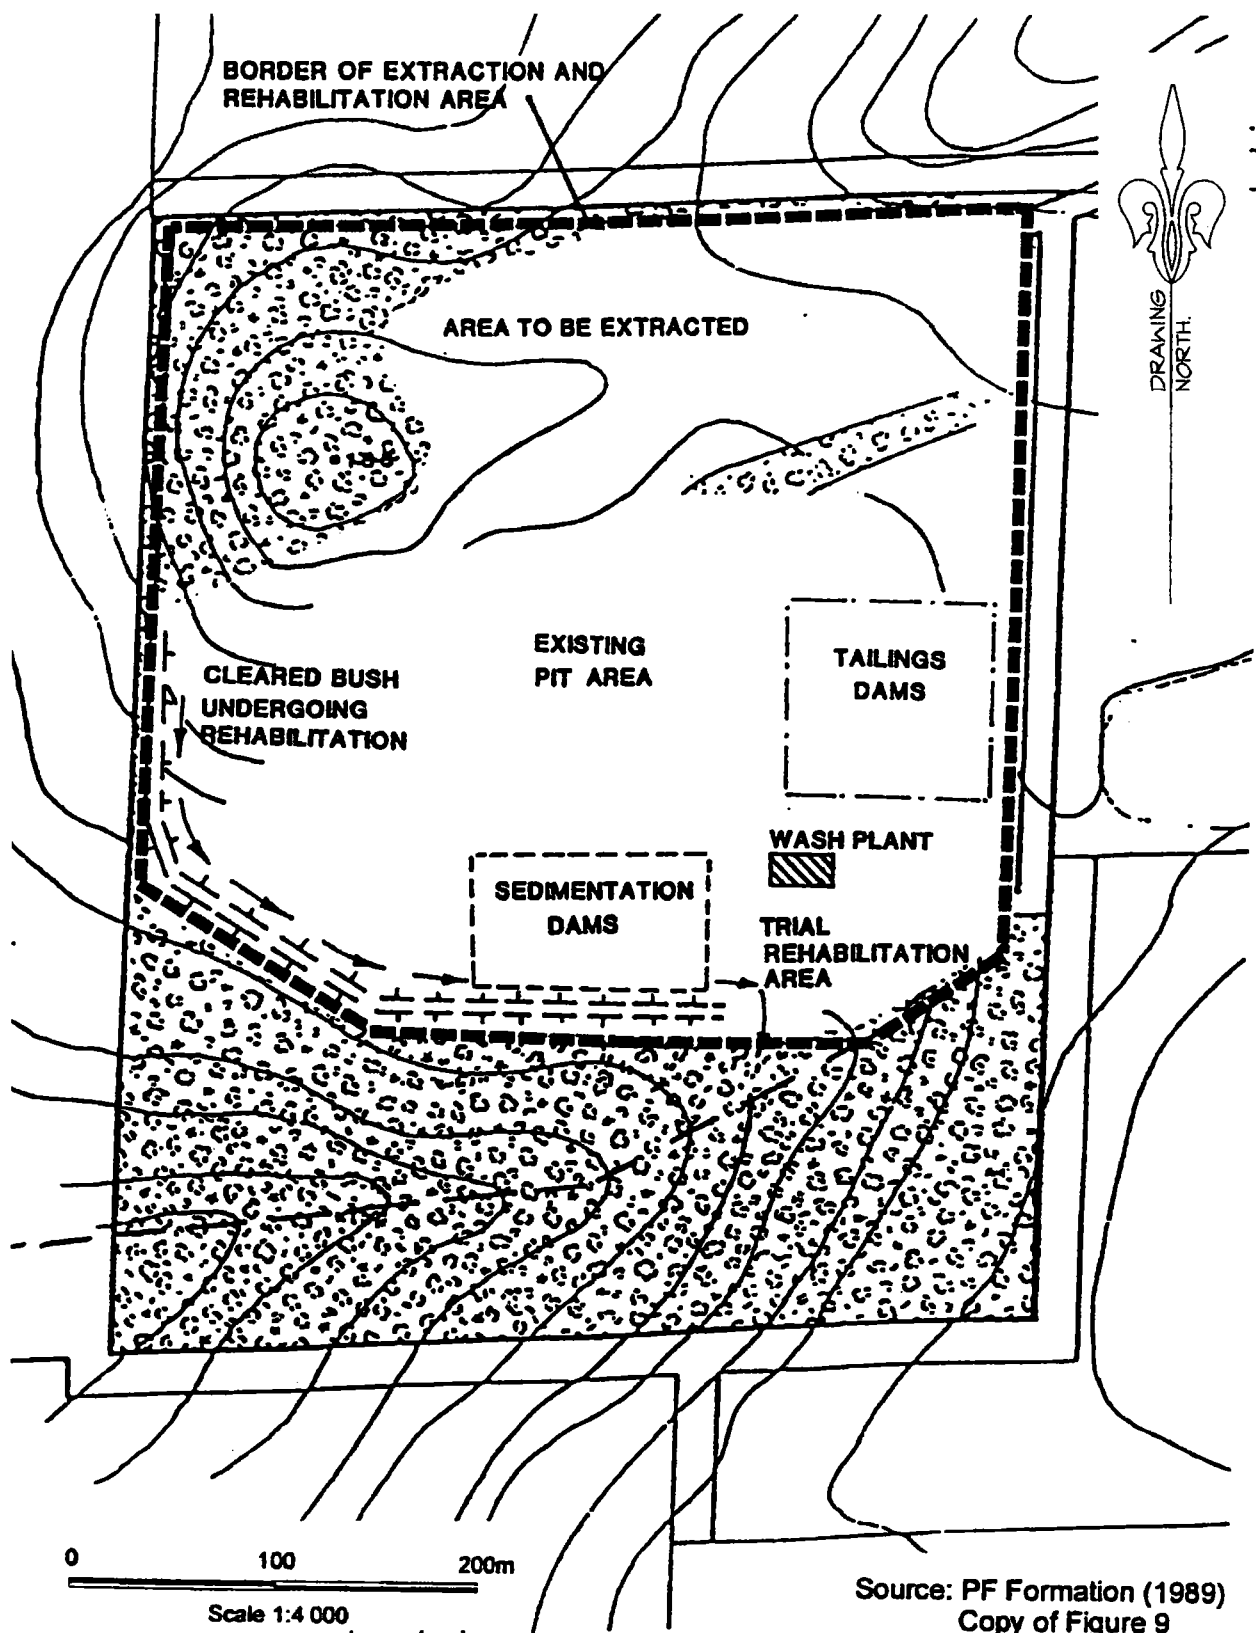 BORDER OF EXTRACTION AND
REHABILITATION AREA
DRAWING
NORTH.
AREA TO BE EXTRACTED
EXISTING
PIT AREA
TAILINGS
DAMS
CLEARED BUSH
UNDERGOING
REHABILITATION
WASH PLANT
SEDIMENTATION
DAMS
TRIAL
REHABILITATION
AREA
0 100 200m
Scale 1:4 000
Source: PF Formation (1989)
Copy of Figure 9